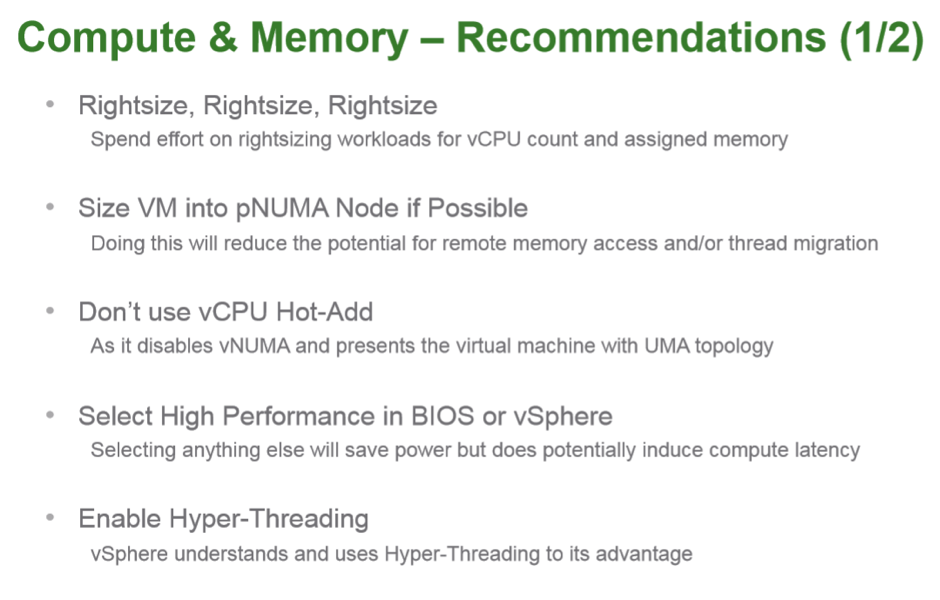 Compute & Memory – Recommendations (1/2)
• Rightsize, Rightsize, Rightsize
Spend effort on rightsizing workloads for vCPU count and assigned memory
• Size VM into pNUMA Node if Possible
Doing this will reduce the potential for remote memory access and/or thread migration
• Don’t use vCPU Hot-Add
As it disables vNUMA and presents the virtual machine with UMA topology
• Select High Performance in BIOS or vSphere
Selecting anything else will save power but does potentially induce compute latency
• Enable Hyper-Threading
vSphere understands and uses Hyper-Threading to its advantage